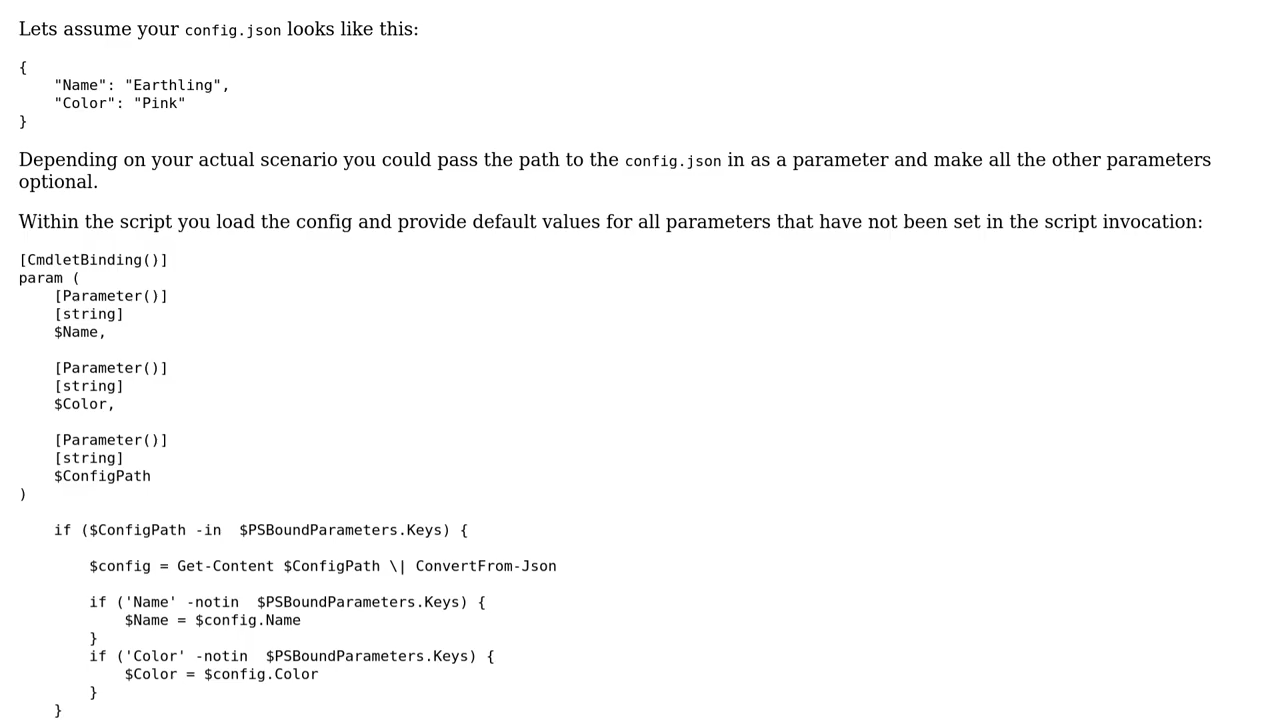 Lets assume your config.json looks like this:
{
    "Name": "Earthling",
    "Color": "Pink"
}
Depending on your actual scenario you could pass the path to the config.json in as a parameter and make all the other parameters
optional.
Within the script you load the config and provide default values for all parameters that have not been set in the script invocation:
[CmdletBinding()]
param (
    [Parameter()]
    [string]
    $Name,

    [Parameter()]
    [string]
    $Color,

    [Parameter()]
    [string]
    $ConfigPath
)

    if ($ConfigPath -in  $PSBoundParameters.Keys) {

        $config = Get-Content $ConfigPath \| ConvertFrom-Json

        if ('Name' -notin  $PSBoundParameters.Keys) {
            $Name = $config.Name
        }
        if ('Color' -notin  $PSBoundParameters.Keys) {
            $Color = $config.Color
        }
    }